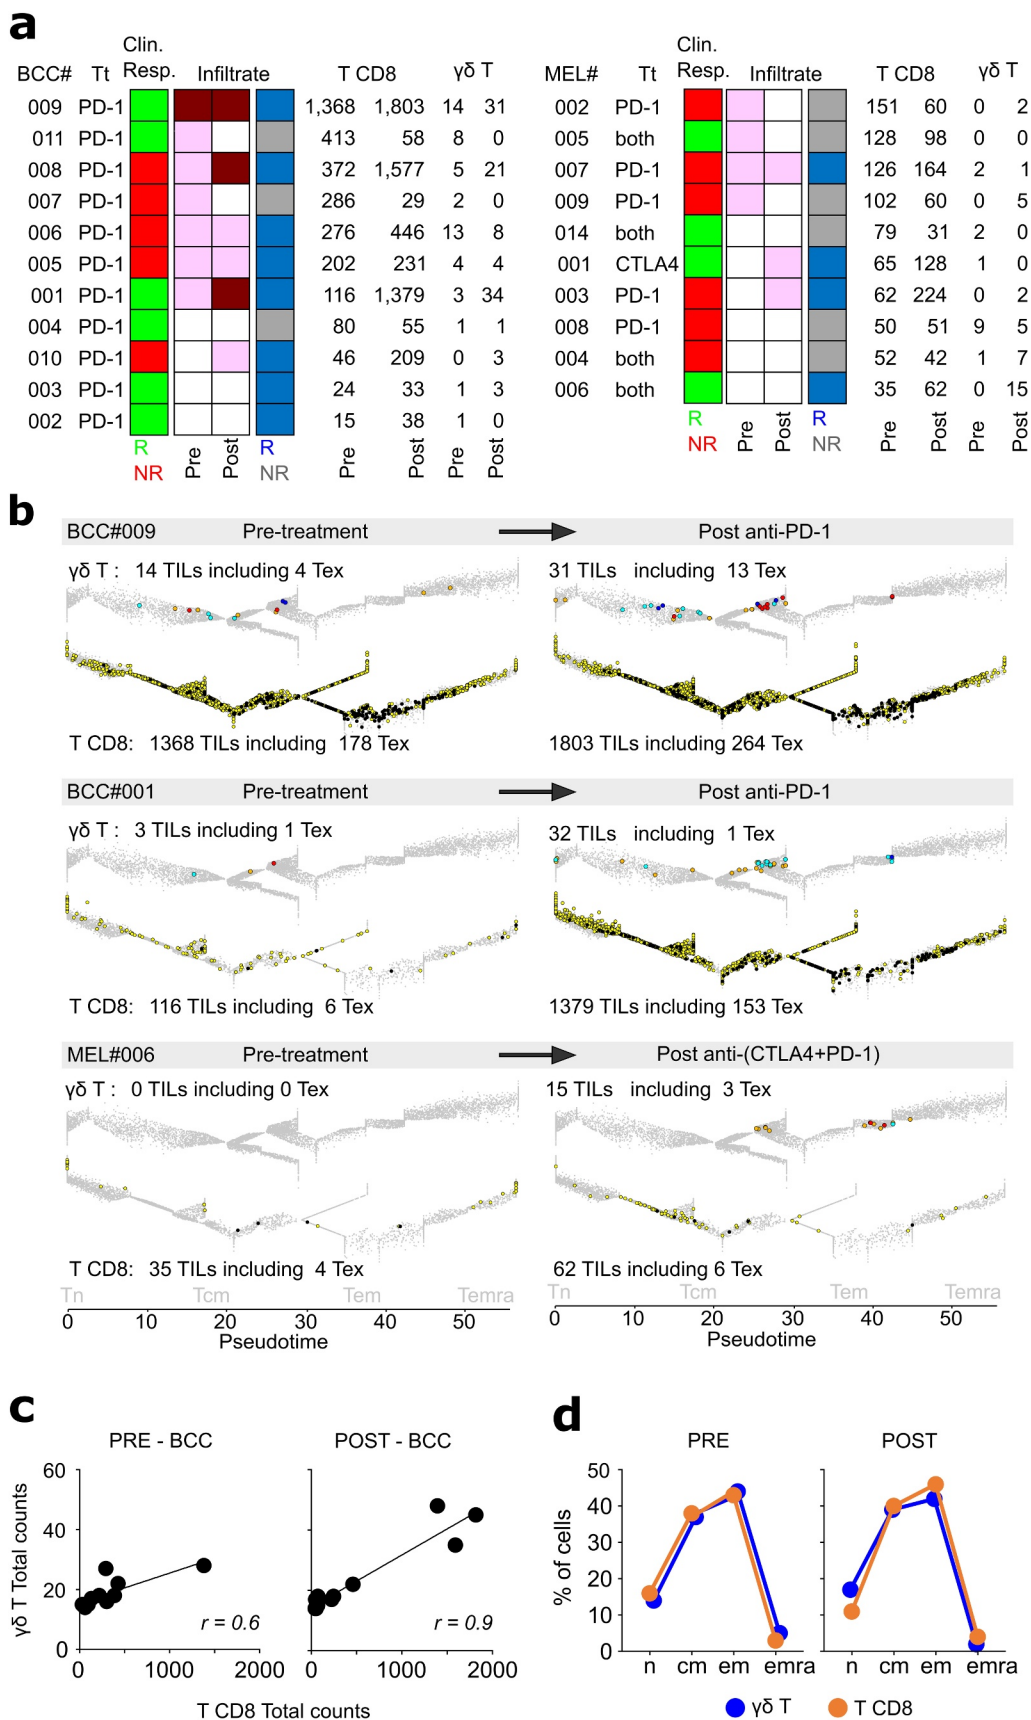 a
Clin. Resp.
BCC# Tt Infiltrate T CD8 γδ T
009 PD-1 1,368 1,803 14 31
011 PD-1 413 58 8 0
008 PD-1 372 1,577 5 21
007 PD-1 286 29 2 0
006 PD-1 276 446 13 8
005 PD-1 202 231 4 4
001 PD-1 116 1,379 3 34
004 PD-1 80 55 1 1
010 PD-1 46 209 0 3
003 PD-1 24 33 1 3
002 PD-1 15 38 1 0
R R
NR Pre Post NR Pre Post Pre Post
Clin. Resp.
MEL# Tt Infiltrate T CD8 γδ T
002 PD-1 151 60 0 2
005 both 128 98 0 0
007 PD-1 126 164 2 1
009 PD-1 102 60 0 5
014 both 79 31 2 0
001 CTLA4 65 128 1 0
003 PD-1 62 224 0 2
008 PD-1 50 51 9 5
004 both 52 42 1 7
006 both 35 62 0 15
R R
NR Pre Post NR Pre Post Pre Post
b
BCC#009 Pre-treatment Post anti-PD-1
γδ T : 14 TILs including 4 Tex 31 TILs including 13 Tex
T CD8: 1368 TILs including 178 Tex 1803 TILs including 264 Tex
BCC#001 Pre-treatment Post anti-PD-1
γδ T : 3 TILs including 1 Tex 32 TILs including 1 Tex
T CD8: 116 TILs including 6 Tex 1379 TILs including 153 Tex
MEL#006 Pre-treatment Post anti-(CTLA4+PD-1)
γδ T : 0 TILs including 0 Tex 15 TILs including 3 Tex
T CD8: 35 TILs including 4 Tex 62 TILs including 6 Tex
Tn Tcm Tem Temra Tn Tcm Tem Temra
0 10 20 30 40 50 0 10 20 30 40 50
Pseudotime Pseudotime
c
PRE - BCC POST - BCC
γδ T Total counts
60
40
20
0
r = 0.6 r = 0.9
0 1000 2000 0 1000 2000
T CD8 Total counts
d
PRE POST
% of cells
50
40
30
20
10
0
n cm em emra n cm em emra
γδ T T CD8